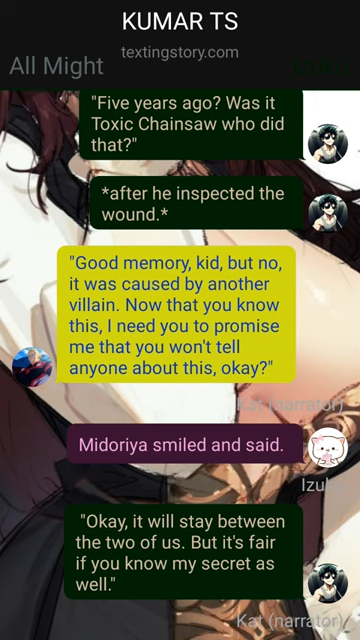 KUMAR TS
textingstory.com
All Might
"Five years ago? Was it
Toxic Chainsaw who did
that?"
*after he inspected the
wound.*
"Good memory, kid, but no,
it was caused by another
villain. Now that you know
this, I need you to promise
me that you won't tell
anyone about this, okay?"
Kat (narrator)
Midoriya smiled and said.
"Okay, it will stay between
the two of us. But it's fair
if you know my secret as
well."
Kat (narrator)